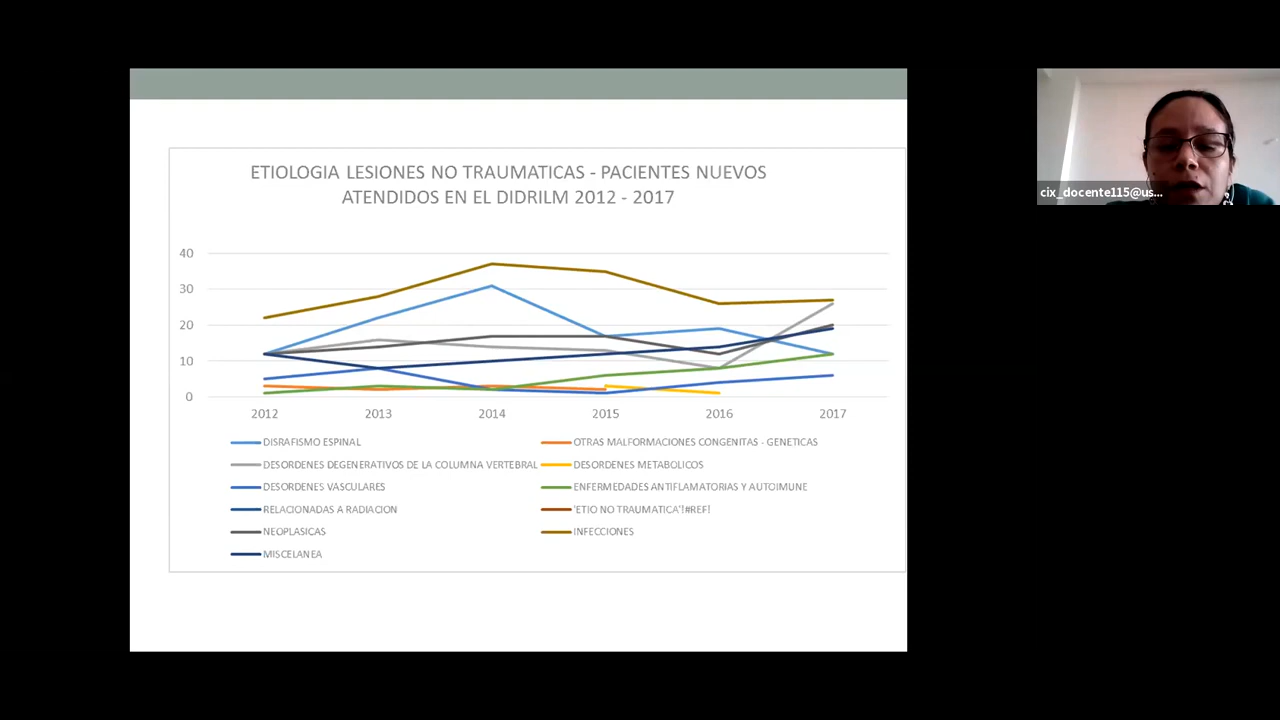 ETIOLOGIA LESIONES NO TRAUMATICAS - PACIENTES NUEVOS
ATENDIDOS EN EL DIDRILM 2012 - 2017
cix_docente115@us...
40
30
20
10
0
2012 2013 2014 2015 2016 2017
DISRAFISMO ESPINAL OTRAS MALFORMACIONES CONGENITAS - GENETICAS
DESORDENES DEGENERATIVOS DE LA COLUMNA VERTEBRAL DESORDENES METABOLICOS
DESORDENES VASCULARES ENFERMEDADES ANTIFLAMATORIAS Y AUTOIMUNE
RELACIONADAS A RADIACION 'ETIO NO TRAUMATICA'!#REF!
NEOPLASICAS INFECCIONES
MISCELANEA